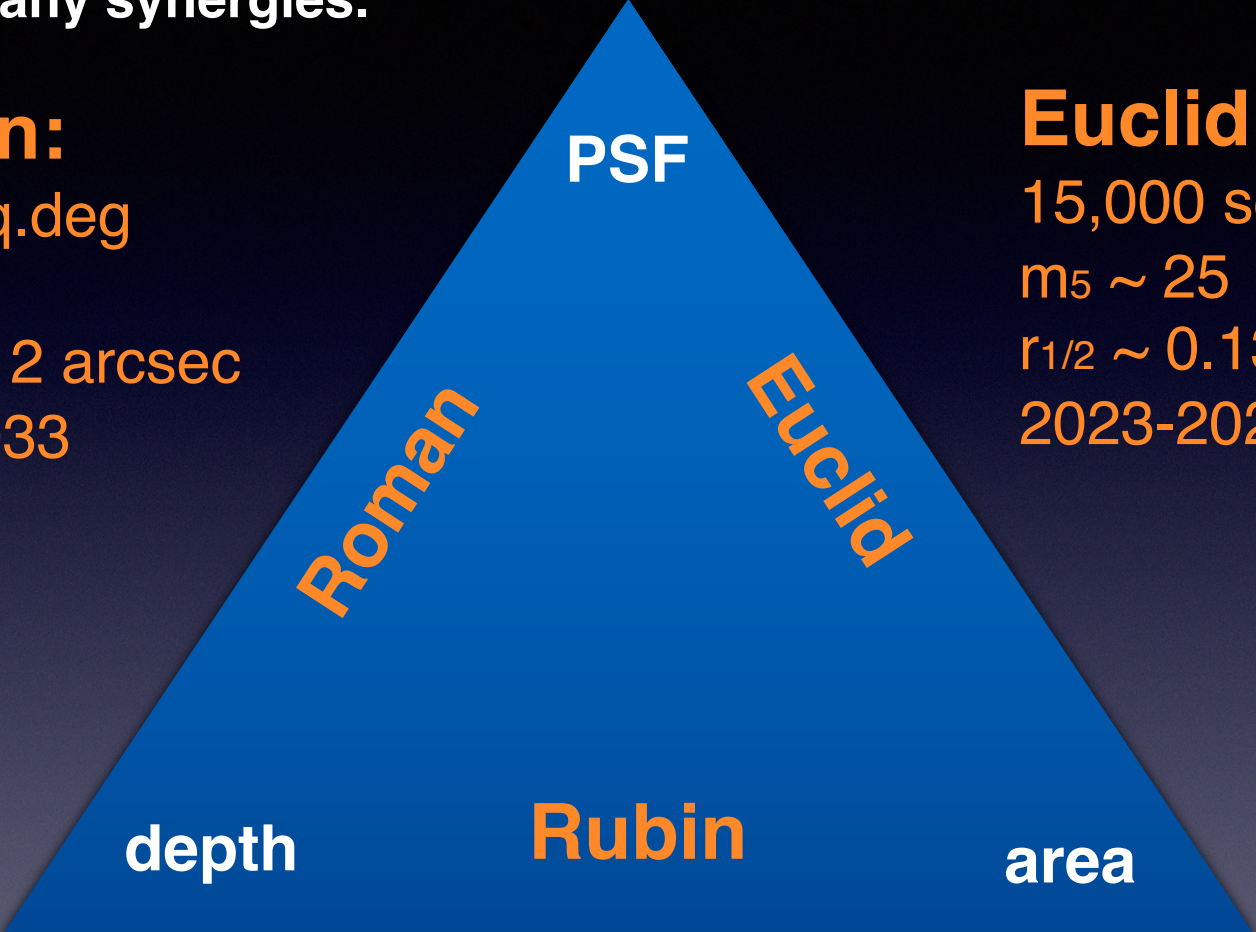 any synergies.
n:
q.deg
2 arcsec
33
PSF
Euclid
15,000 s
m5 ~ 25
r1/2 ~ 0.13
2023-202
Roman
Euclid
depth
Rubin
area